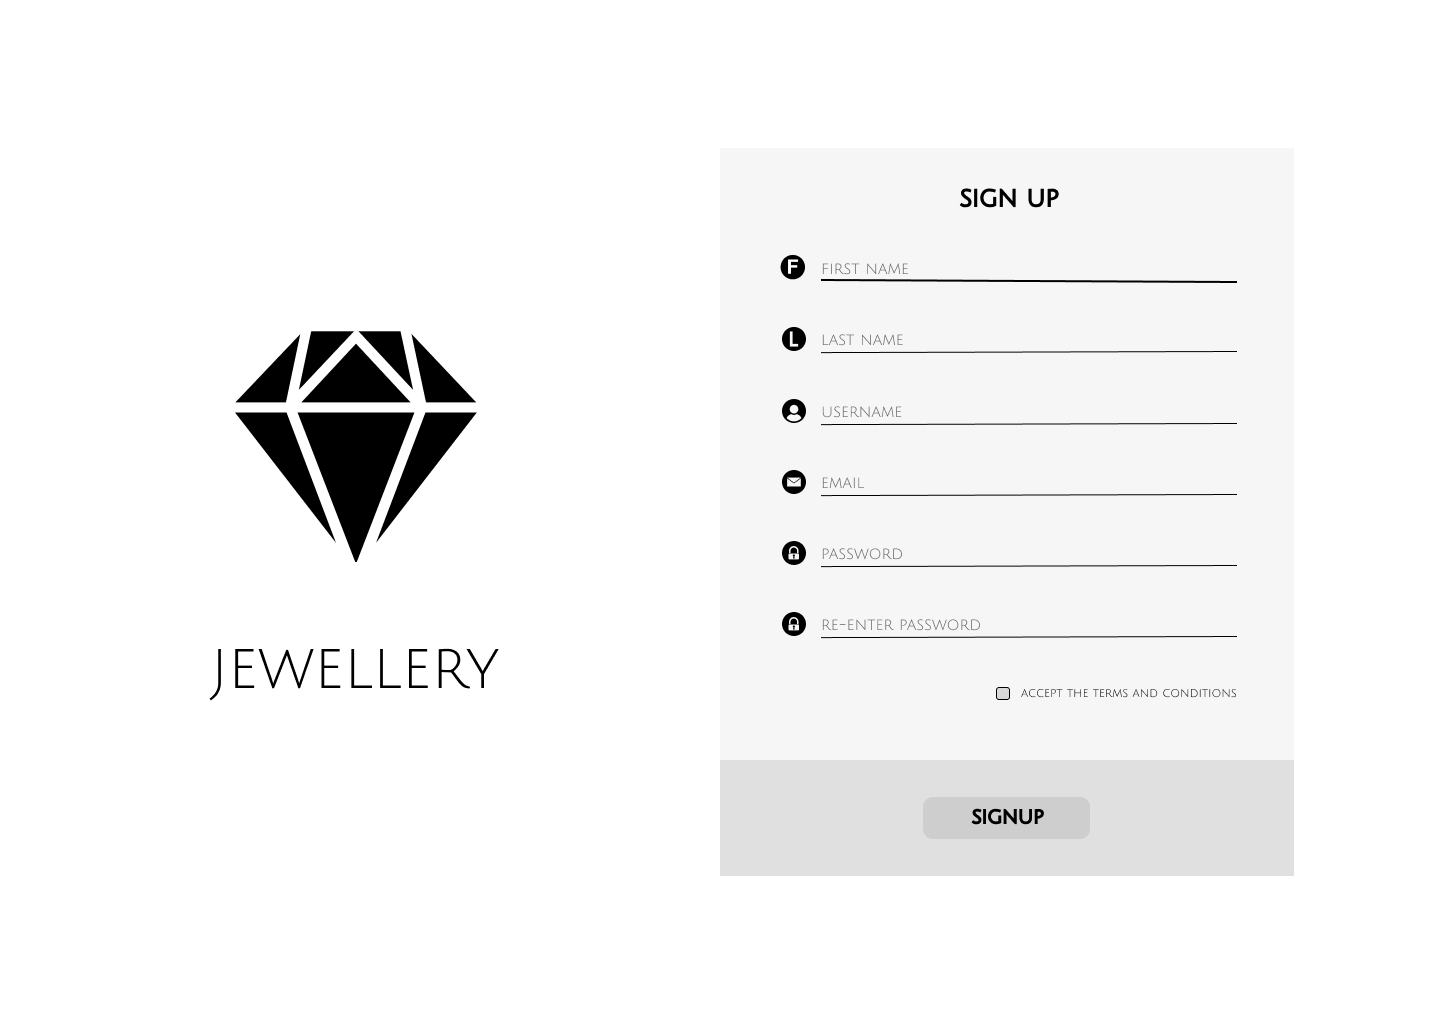 JEWELLERY
SIGN UP
F FIRST NAME
L LAST NAME
USERNAME
EMAIL
PASSWORD
RE-ENTER PASSWORD
ACCEPT THE TERMS AND CONDITIONS
SIGNUP